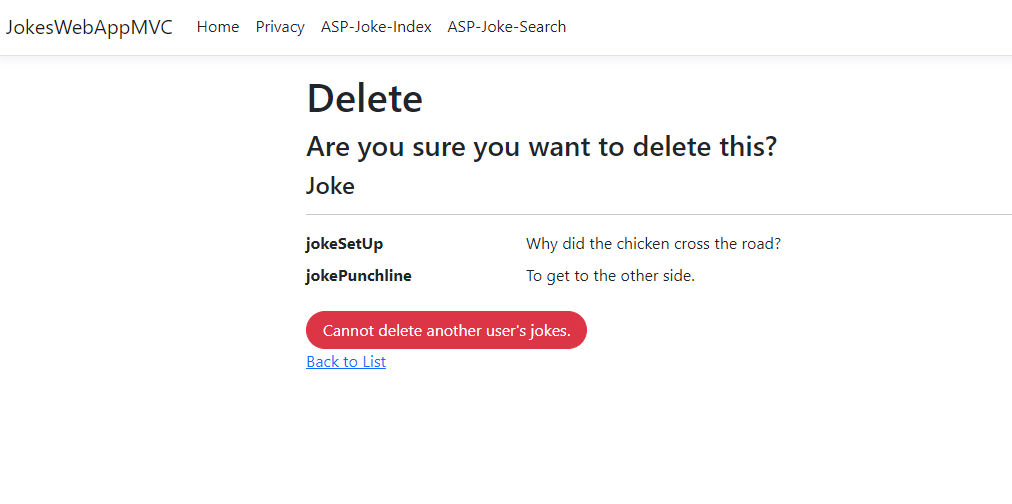 JokesWebAppMVC Home Privacy ASP-Joke-Index ASP-Joke-Search
Delete
Are you sure you want to delete this?
Joke
jokeSetUp Why did the chicken cross the road?
jokePunchline To get to the other side.
Cannot delete another user's jokes.
Back to List